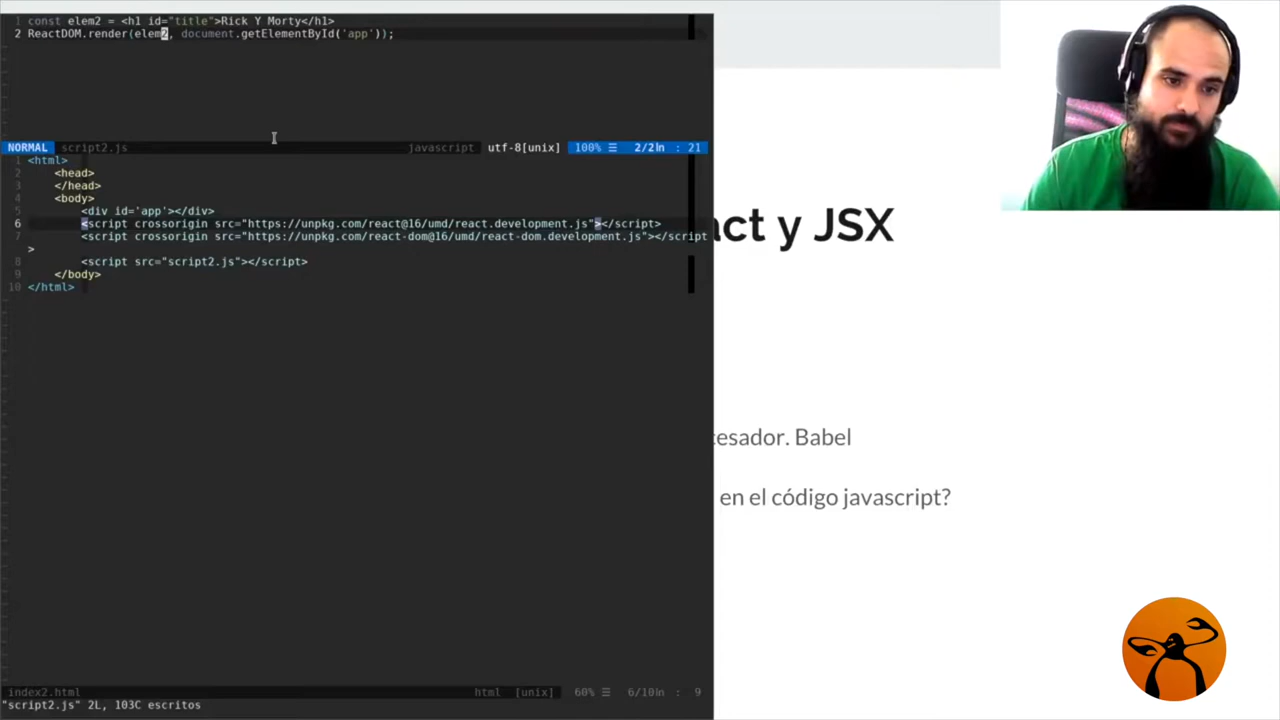 1 const elem2 = <h1 id="title">Rick Y Morty</h1>
2 ReactDOM.render(elem2, document.getElementById('app'));
NORMAL script2.js javascript utf-8[unix] 100% ☰ 2/2ln : 21
1 <html>
2 <head>
3 </head>
4 <body>
5 <div id='app'></div>
6 <script crossorigin src="https://unpkg.com/react@16/umd/react.development.js"></script>
7 <script crossorigin src="https://unpkg.com/react-dom@16/umd/react-dom.development.js"></script
>
8 <script src="script2.js"></script>
9 </body>
10 </html>
act y JSX
cesador. Babel
en el código javascript?
index2.html html [unix] 60% ☰ 6/10ln : 9
"script2.js" 2L, 103C escritos